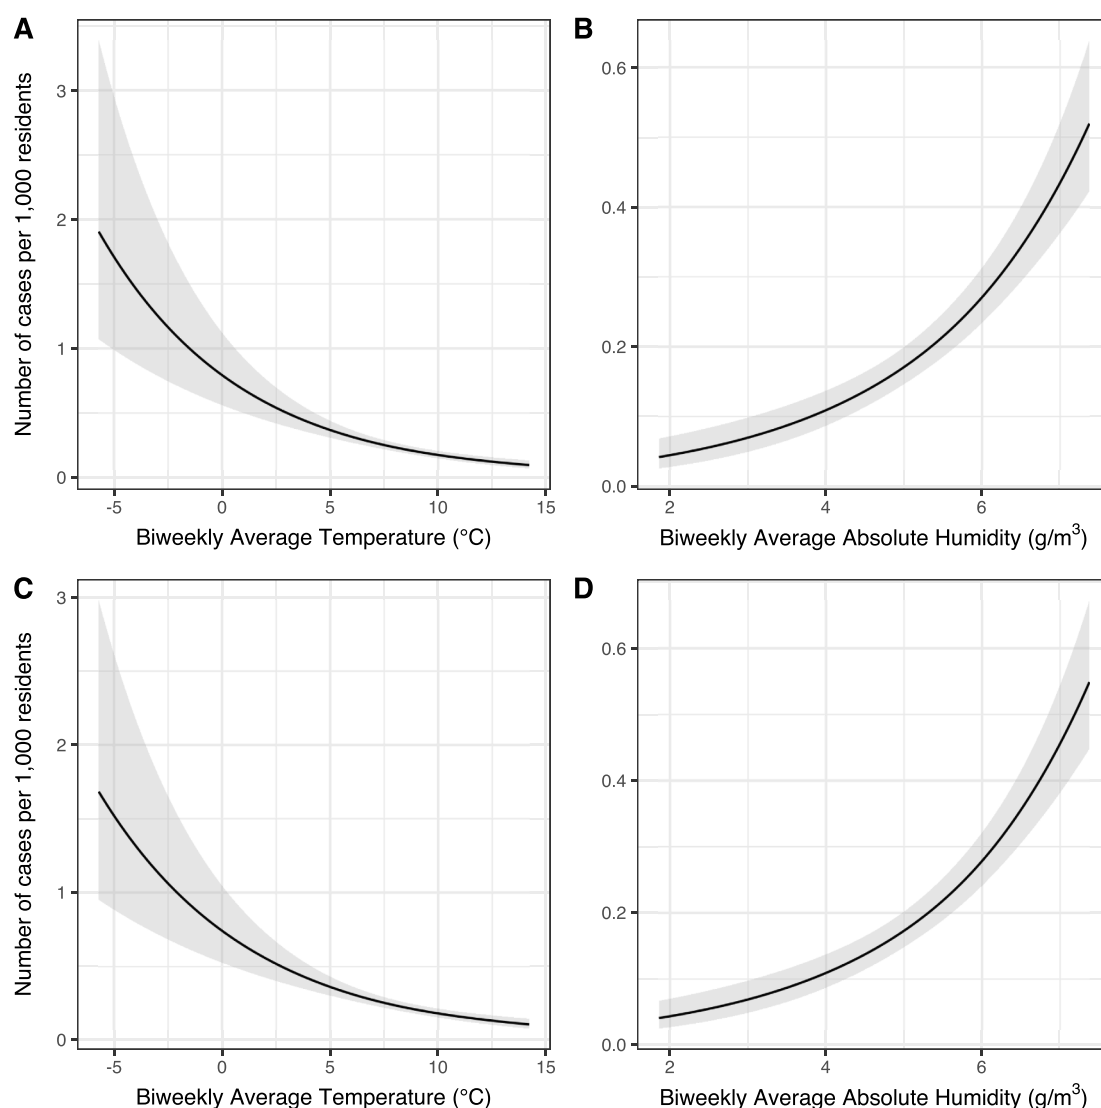 A
Number of cases per 1,000 residents
3
2
1
0
-5 0 5 10 15
Biweekly Average Temperature (°C)
B
0.6
0.4
0.2
0.0
2 4 6
Biweekly Average Absolute Humidity (g/m³)
C
Number of cases per 1,000 residents
3
2
1
0
-5 0 5 10 15
Biweekly Average Temperature (°C)
D
0.6
0.4
0.2
0.0
2 4 6
Biweekly Average Absolute Humidity (g/m³)